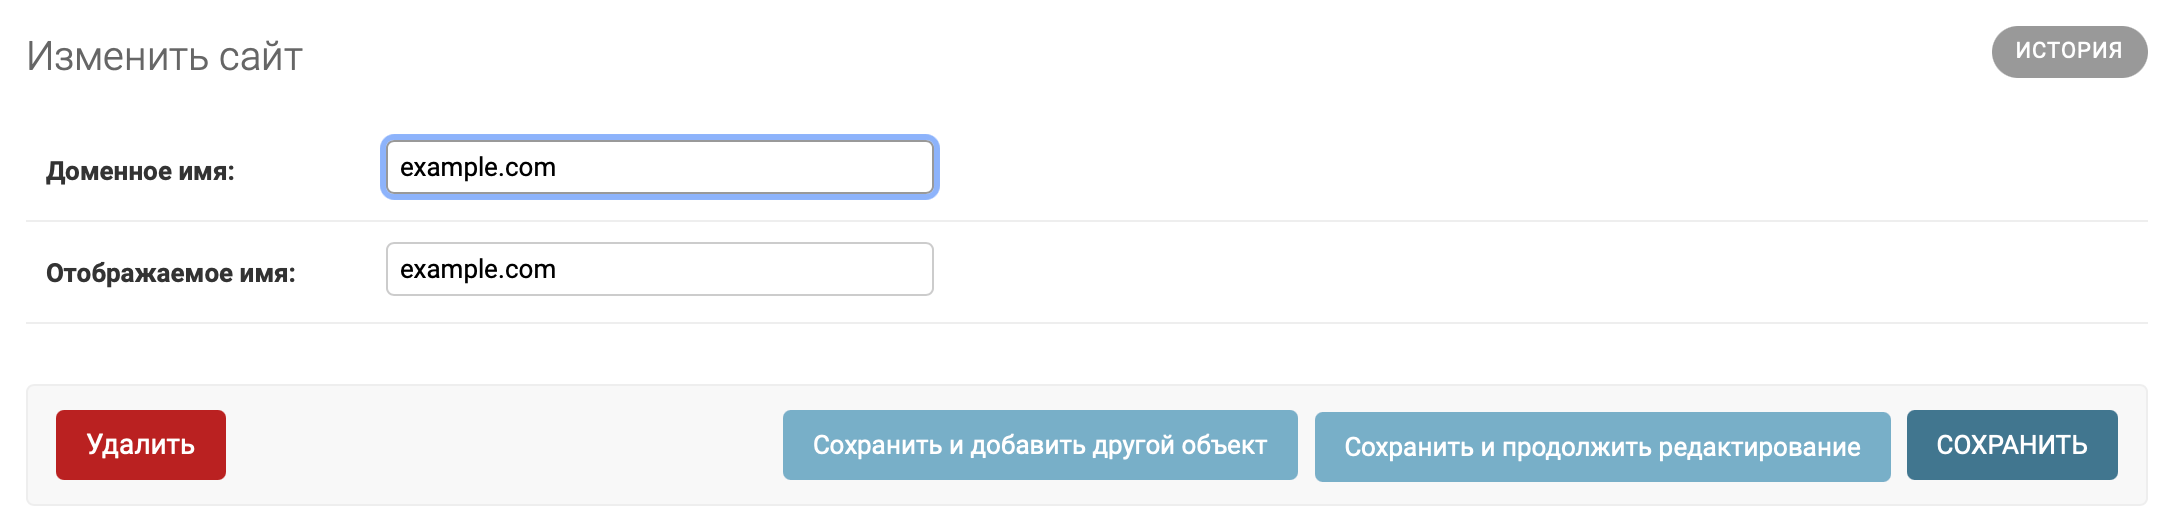 Изменить сайт
ИСТОРИЯ
Доменное имя:
example.com
Отображаемое имя:
example.com
Удалить
Сохранить и добавить другой объект
Сохранить и продолжить редактирование
СОХРАНИТЬ